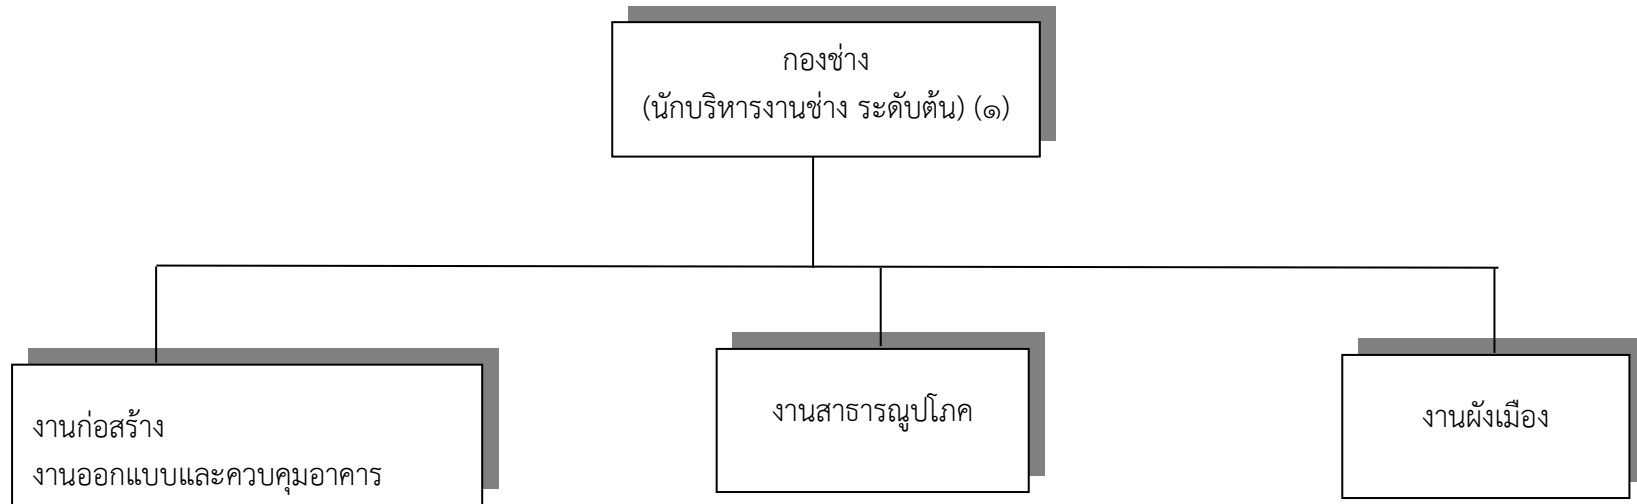 กองช่าง
(นักบริหารงานช่าง ระดับต้น) (๑)
งานก่อสร้าง
งานออกแบบและควบคุมอาคาร
งานสาธารณูปโภค
งานผังเมือง